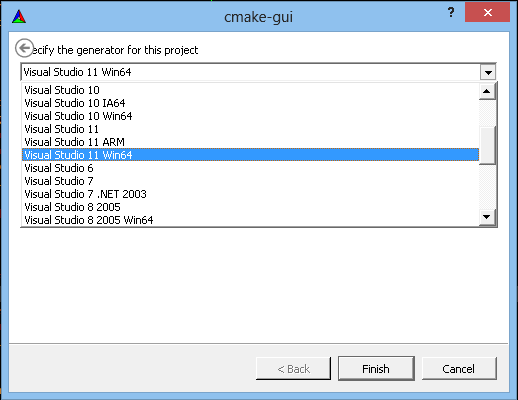 cmake-gui
?
ecify the generator for this project
Visual Studio 11 Win64
Visual Studio 10
Visual Studio 10 IA64
Visual Studio 10 Win64
Visual Studio 11
Visual Studio 11 ARM
Visual Studio 11 Win64
Visual Studio 6
Visual Studio 7
Visual Studio 7 .NET 2003
Visual Studio 8 2005
Visual Studio 8 2005 Win64
< Back Finish Cancel